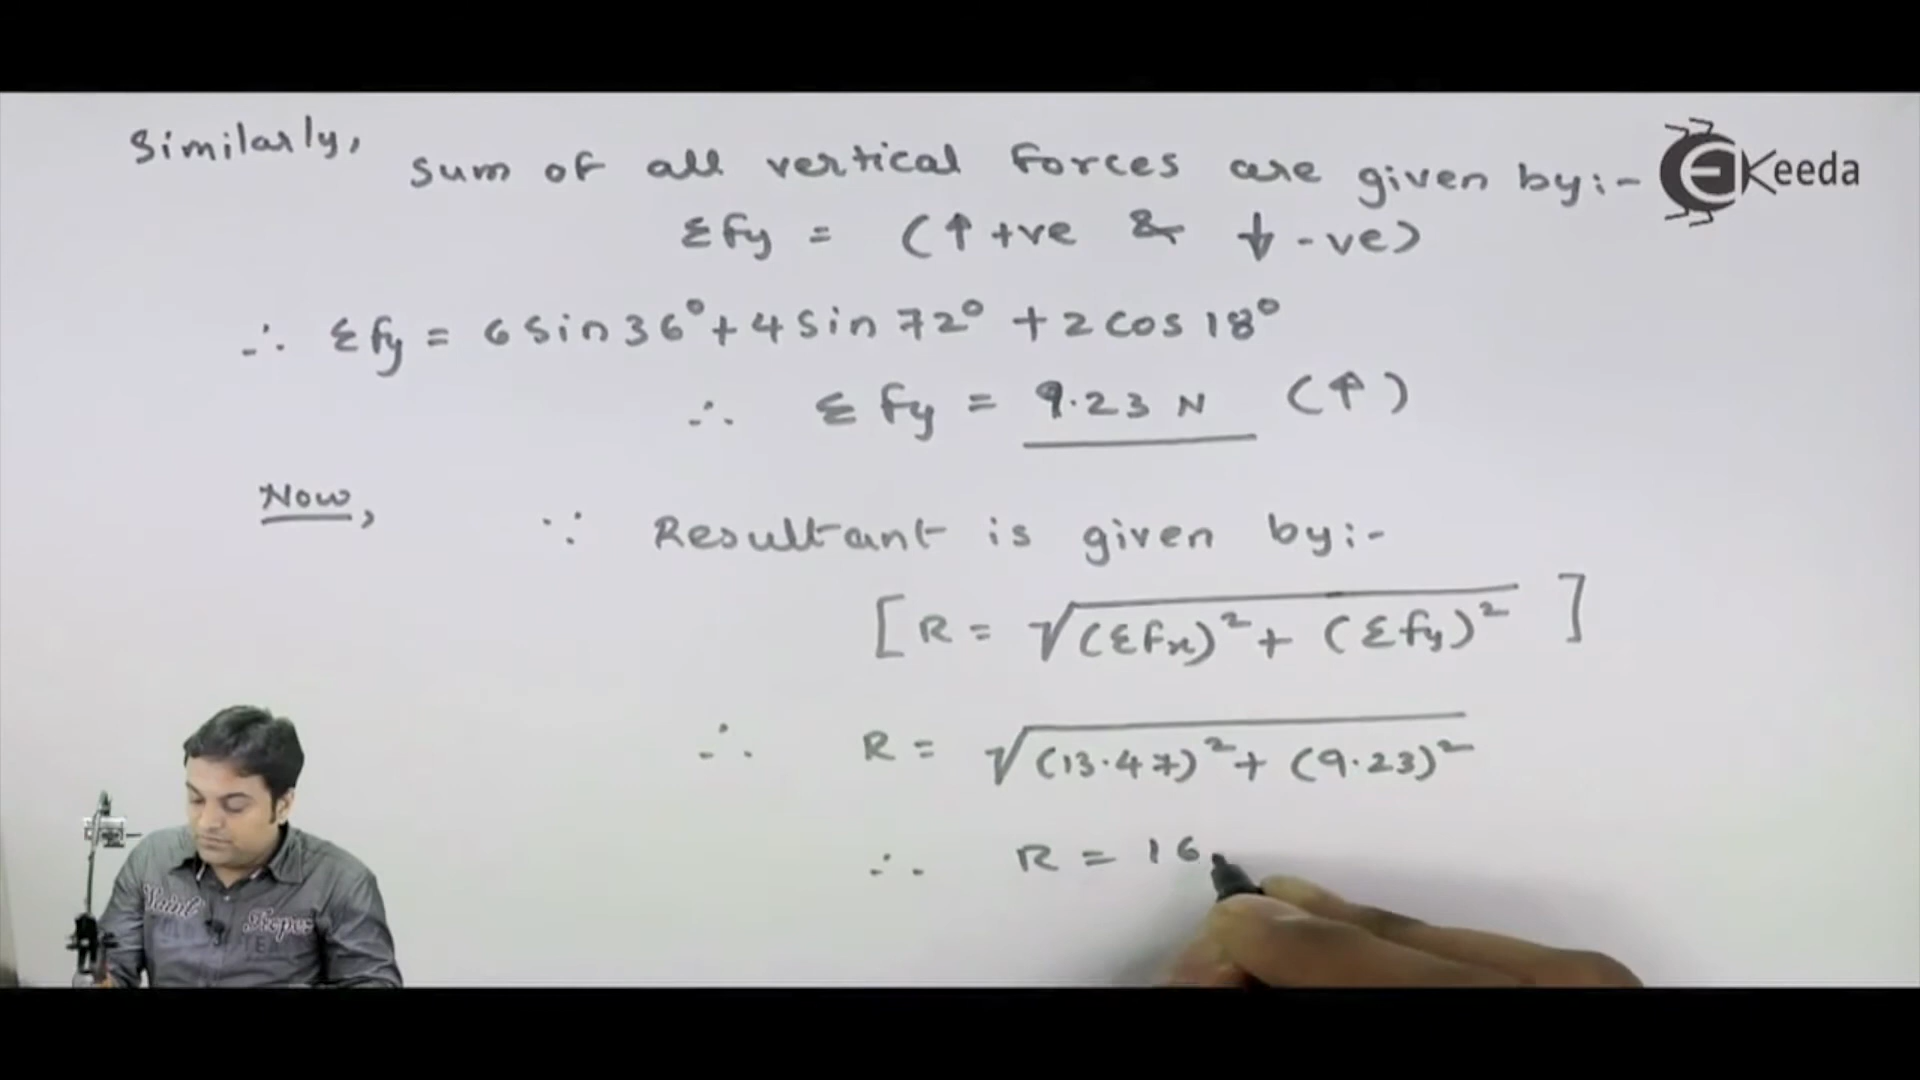 Similarly, sum of all vertical forces are given by:-
EKeeda
Σfy = (↑ +ve & ↓ -ve)
∴ Σfy = 6 sin 36° + 4 sin 72° + 2 cos 18°
∴ Σfy = 9.23 N (↑)
Now, ∵ Resultant is given by:-
[R = √(Σfx)² + (Σfy)²]
∴ R = √(13.47)² + (9.23)²
∴ R = 16.